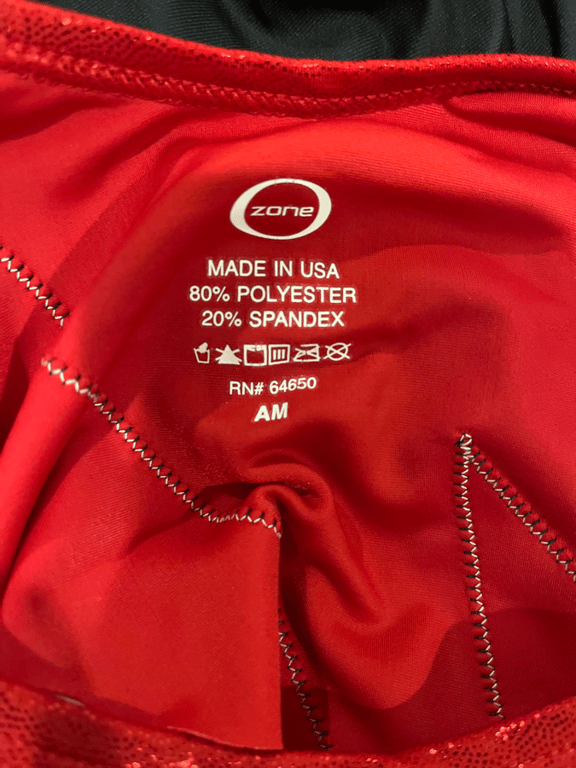 zone
MADE IN USA
80% POLYESTER
20% SPANDEX
RN# 64650
AM